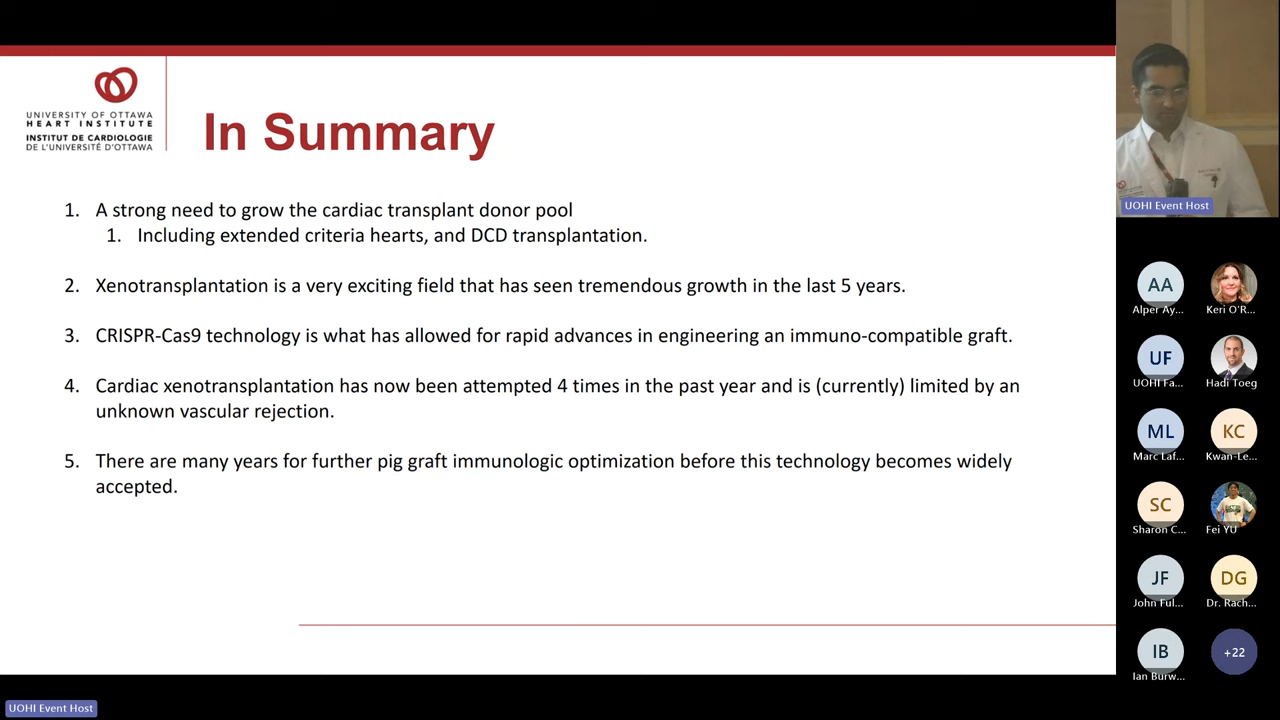 UNIVERSITY OF OTTAWA
HEART INSTITUTE
INSTITUT DE CARDIOLOGIE
DE L'UNIVERSITÉ D'OTTAWA
In Summary
1. A strong need to grow the cardiac transplant donor pool
1. Including extended criteria hearts, and DCD transplantation.
2. Xenotransplantation is a very exciting field that has seen tremendous growth in the last 5 years.
3. CRISPR-Cas9 technology is what has allowed for rapid advances in engineering an immuno-compatible graft.
4. Cardiac xenotransplantation has now been attempted 4 times in the past year and is (currently) limited by an
unknown vascular rejection.
5. There are many years for further pig graft immunologic optimization before this technology becomes widely
accepted.
UOHI Event Host
AA
Alper Ay...
Keri O'R...
UF
UOHI Fa...
Hadi Toeg
ML
Marc Laf...
KC
Kwan-Le...
SC
Sharon C...
Fei YU
JF
John Ful...
DG
Dr. Rach...
IB
Ian Burw...
+22
UOHI Event Host